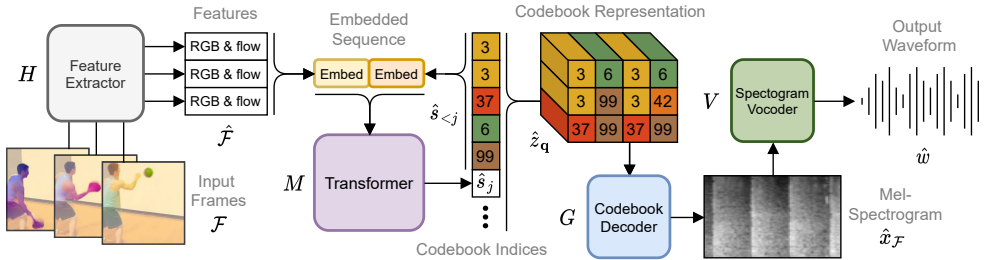 Features
Embedded
Sequence
Codebook Representation
Output
Waveform
H
Feature
Extractor
RGB & flow
RGB & flow
RGB & flow
F̂
Embed
Embed
ŝ<j
3
3
37
6
99
ŝj
3 6 3 6
3 99 3 42
37 99 37 99
ẑq
V
Spectrogram
Vocoder
ŵ
Input
Frames
F
M
Transformer
Codebook Indices
G
Codebook
Decoder
Mel-
Spectrogram
x̂F